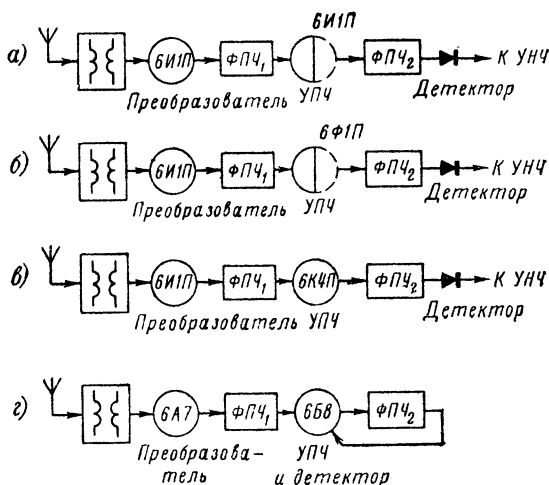 6И1П
а) 6И1П ФПЧ₁ ФПЧ₂ К УНЧ
Преобразователь УПЧ Детектор
6Ф1П
б) 6И1П ФПЧ₁ ФПЧ₂ К УНЧ
Преобразователь УПЧ Детектор
в) 6И1П ФПЧ₁ 6К4П ФПЧ₂ К УНЧ
Преобразователь УПЧ Детектор
г) 6А7 ФПЧ₁ 6Б8 ФПЧ₂
Преобразова- УПЧ
тель и детектор